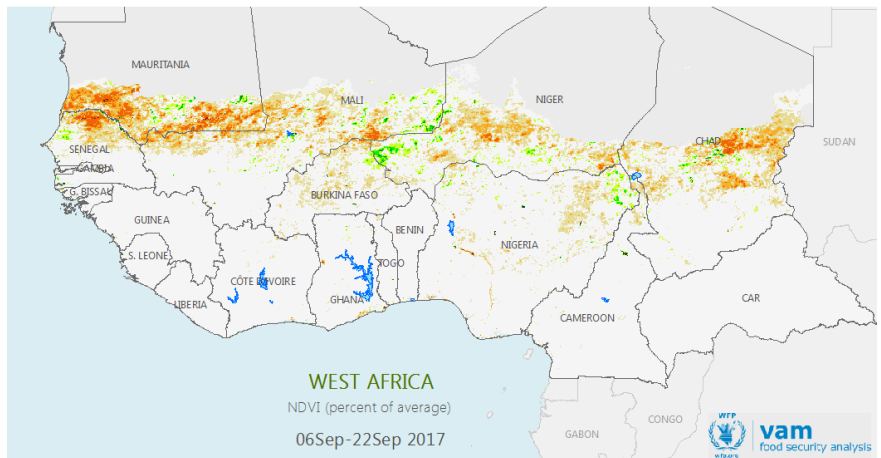 MAURITANIA
MALI
NIGER
CHAD
SUDAN
SENEGAL
GAMBIA
G. BISSAU
BURKINA FASO
GUINEA
BENIN
NIGERIA
S. LEONE
CÔTE D'IVOIRE
TOGO
LIBERIA
GHANA
CAR
CAMEROON
WEST AFRICA
NDVI (percent of average)
06Sep-22Sep 2017
GABON
CONGO
WFP
vam
food security analysis